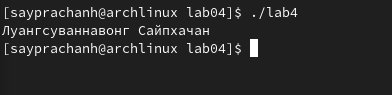 [sayprachanh@archlinux lab04]$ ./lab4
Луангсуваннавонг Сайпхачан
[sayprachanh@archlinux lab04]$